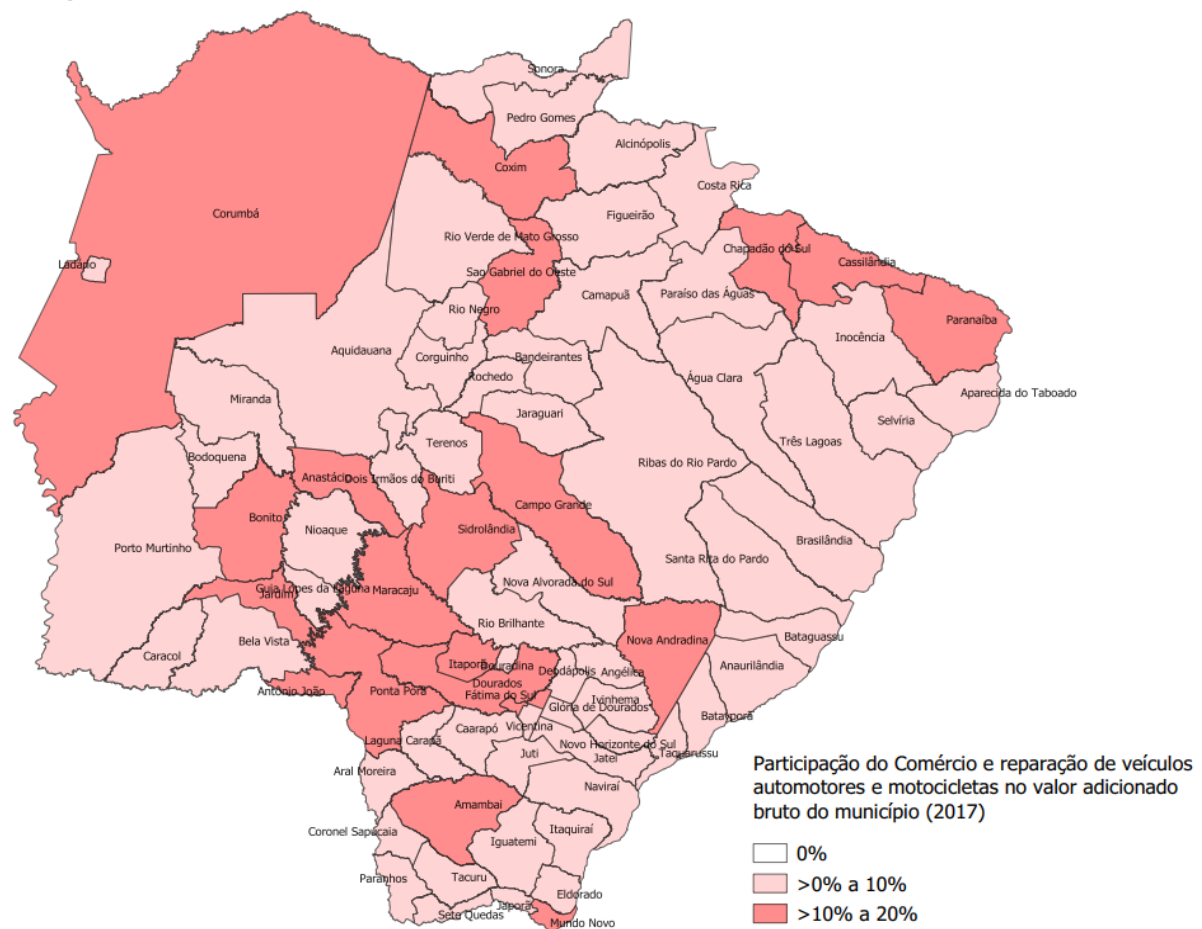 Sonora
Pedro Gomes
Alcinópolis
Coxim
Costa Rica
Corumbá
Figueirão
Rio Verde de Mato Grosso
Chapadão do Sul
Ladário
Cassilândia
Sao Gabriel do Oeste
Camapuã
Paraíso das Águas
Rio Negro
Paranaíba
Inocência
Aquidauana
Corguinho
Bandeirantes
Rochedo
Água Clara
Aparecida do Taboado
Miranda
Jaraguari
Selvíria
Terenos
Três Lagoas
Bodoquena
Ribas do Rio Pardo
Anastácio
Dois Irmãos do Buriti
Campo Grande
Bonito
Nioaque
Sidrolândia
Brasilândia
Porto Murtinho
Santa Rita do Pardo
Nova Alvorada do Sul
Guia Lopes da Laguna
Jardim
Maracaju
Rio Brilhante
Bela Vista
Nova Andradina
Bataguassu
Caracol
Itaporã
Douradina
Deodápolis
Angélica
Anaurilândia
Dourados
Antônio João
Ponta Porã
Fátima do Sul
Ivinhema
Glória de Dourados
Batayporã
Vicentina
Caarapó
Laguna Carapã
Novo Horizonte do Sul
Taquarussu
Juti
Jateí
Aral Moreira
Naviraí
Amambai
Coronel Sapucaia
Itaquiraí
Iguatemi
Paranhos
Tacuru
Eldorado
Japorã
Sete Quedas
Mundo Novo
Participação do Comércio e reparação de veículos
automotores e motocicletas no valor adicionado
bruto do município (2017)
0%
>0% a 10%
>10% a 20%